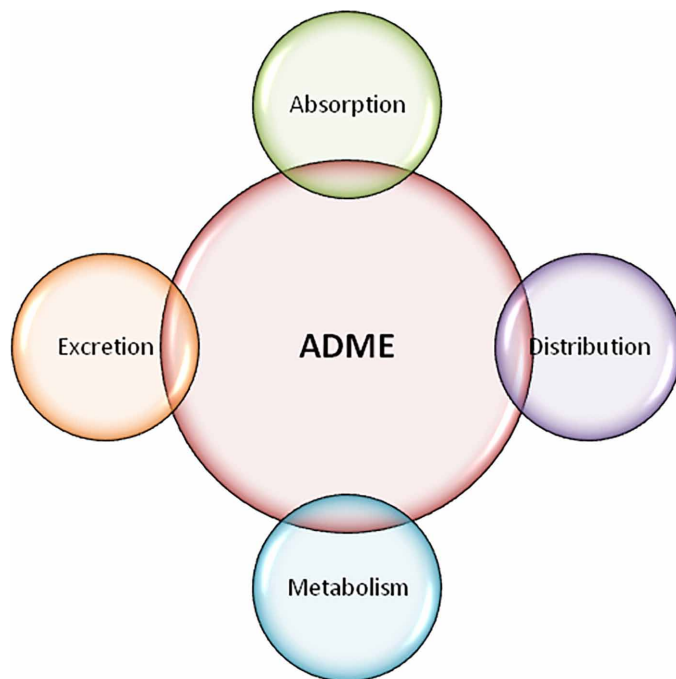 Absorption
Excretion
ADME
Distribution
Metabolism